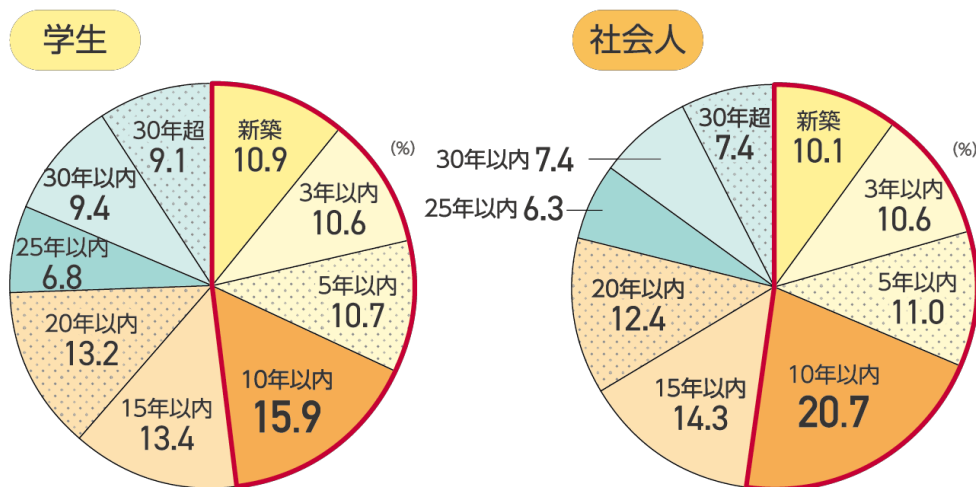 学生
新築
10.9
(%)
3年以内
10.6
5年以内
10.7
10年以内
15.9
15年以内
13.4
20年以内
13.2
25年以内
6.8
30年以内
9.4
30年超
9.1
社会人
新築
10.1
(%)
3年以内
10.6
5年以内
11.0
10年以内
20.7
15年以内
14.3
20年以内
12.4
25年以内 6.3
30年以内 7.4
30年超
7.4